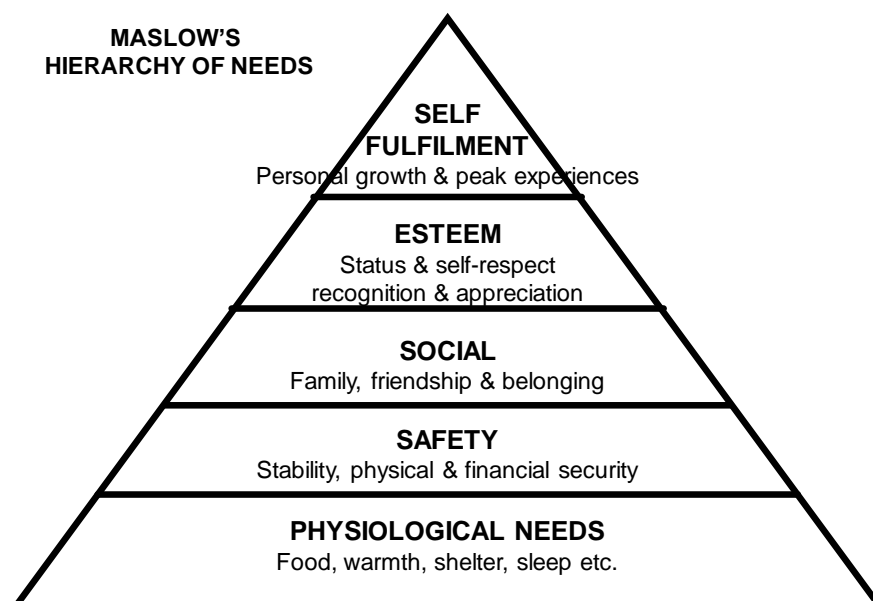 MASLOW’S
HIERARCHY OF NEEDS
SELF
FULFILMENT
Personal growth & peak experiences
ESTEEM
Status & self-respect
recognition & appreciation
SOCIAL
Family, friendship & belonging
SAFETY
Stability, physical & financial security
PHYSIOLOGICAL NEEDS
Food, warmth, shelter, sleep etc.